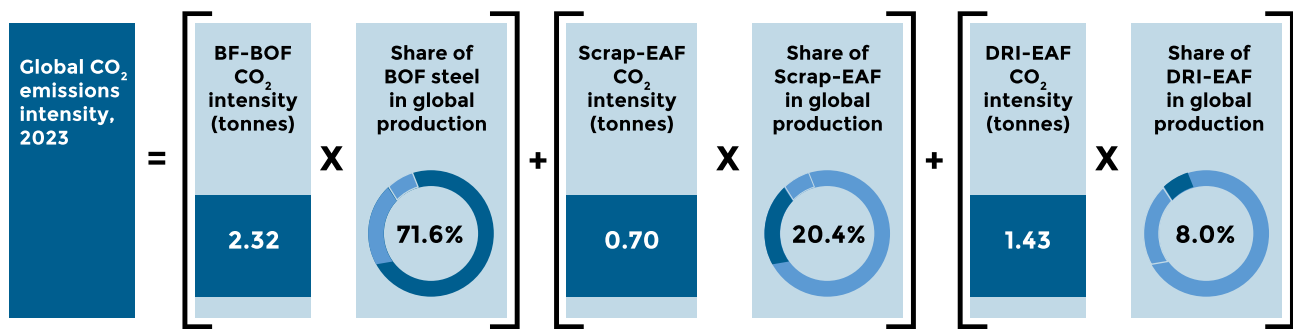 Global CO₂
emissions
intensity,
2023
=
BF-BOF
CO₂
intensity
(tonnes)
2.32
X
Share of
BOF steel
in global
production
71.6%
+
Scrap-EAF
CO₂
intensity
(tonnes)
0.70
X
Share of
Scrap-EAF
in global
production
20.4%
+
DRI-EAF
CO₂
intensity
(tonnes)
1.43
X
Share of
DRI-EAF
in global
production
8.0%